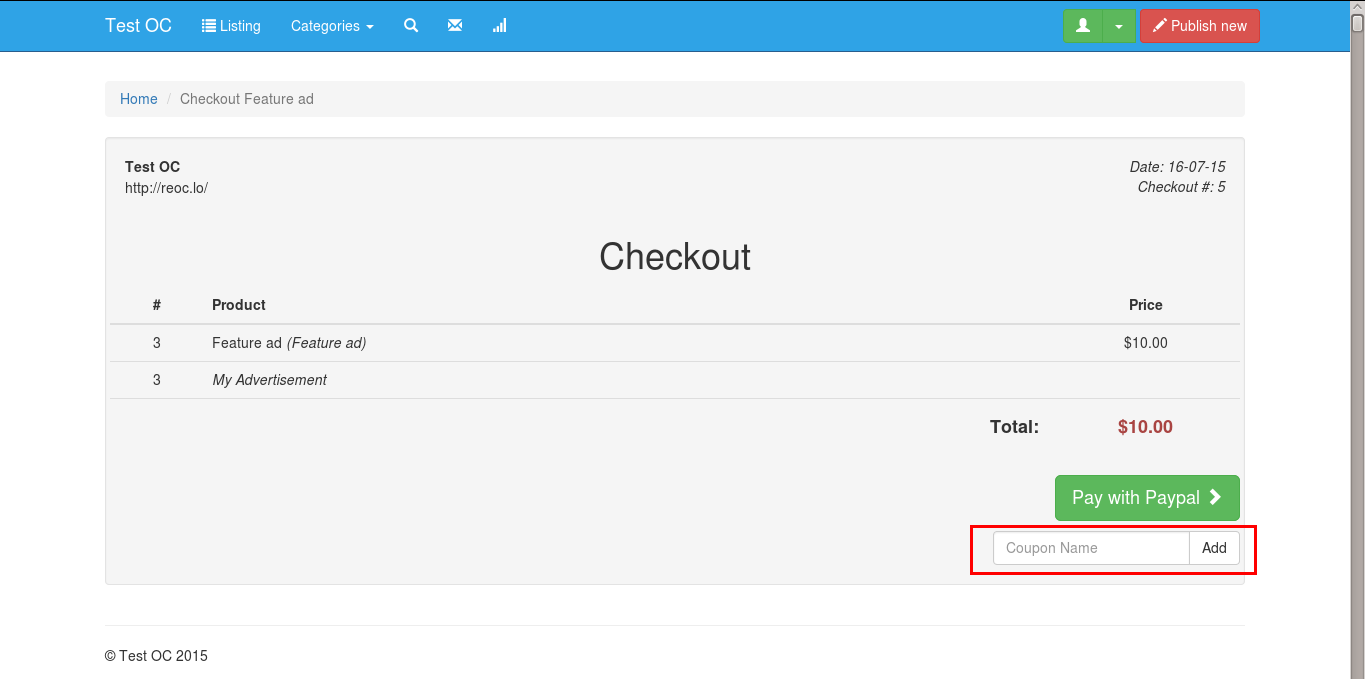 Test OC Listing Categories Publish new
Home / Checkout Feature ad
Test OC Date: 16-07-15
http://reoc.lo/ Checkout #: 5
Checkout
# Product Price
3 Feature ad (Feature ad) $10.00
3 My Advertisement
Total: $10.00
Pay with Paypal
Coupon Name Add
© Test OC 2015